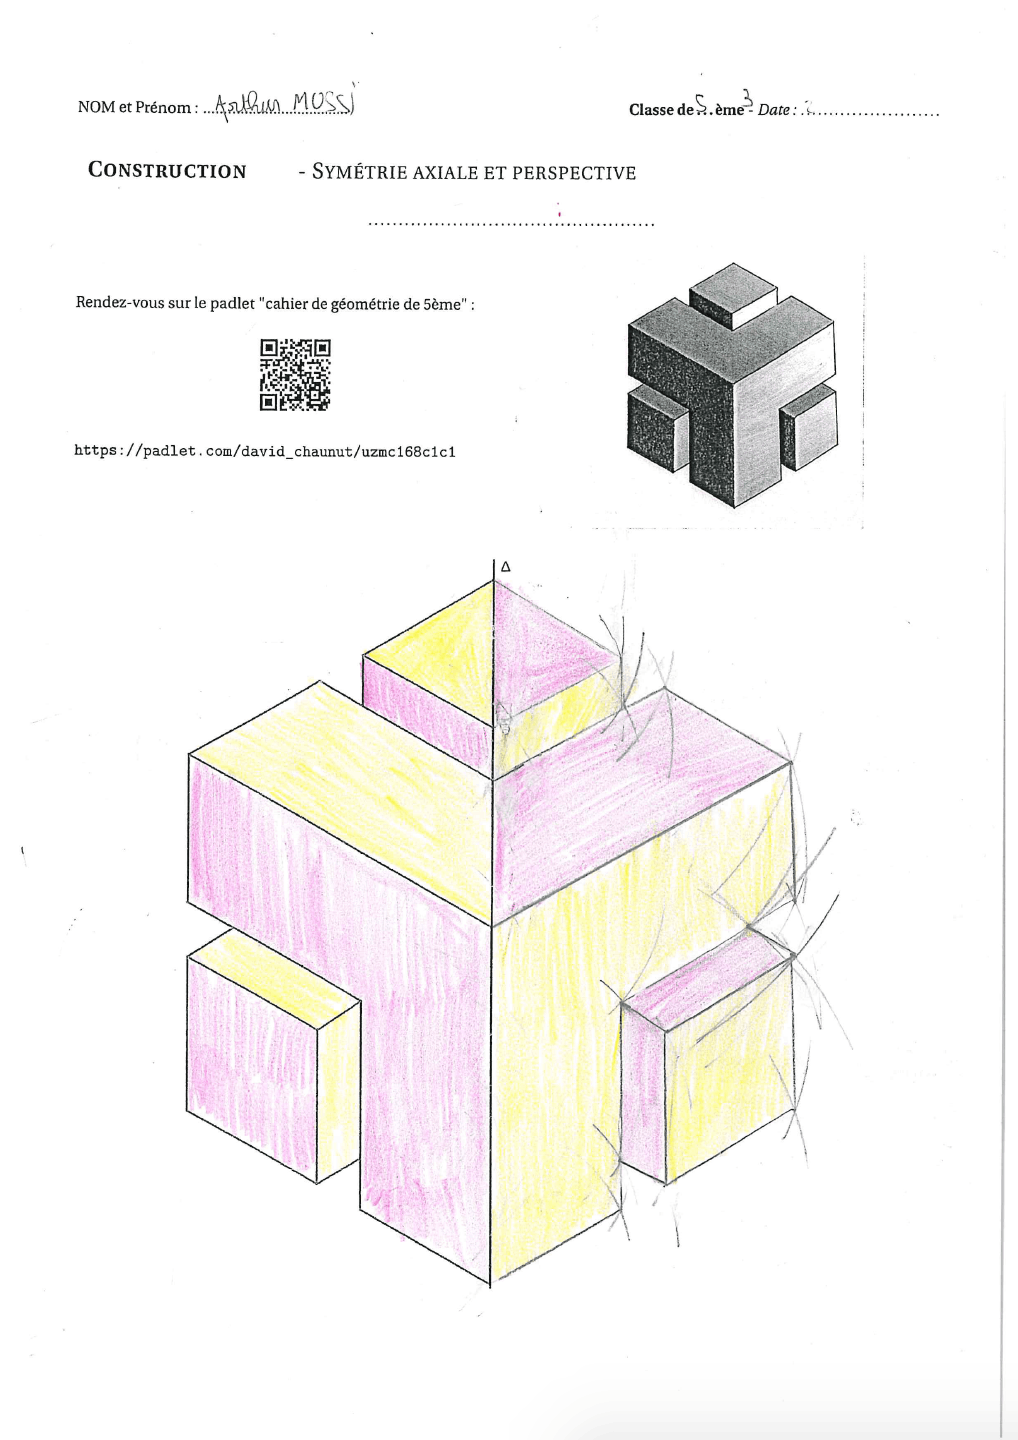 NOM et Prénom : Arthur MOSSI
Classe de 5.ème 3 - Date :
CONSTRUCTION - SYMÉTRIE AXIALE ET PERSPECTIVE
Rendez-vous sur le padlet "cahier de géométrie de 5ème" :
https://padlet.com/david_chaunut/uzmc168c1c1
Δ